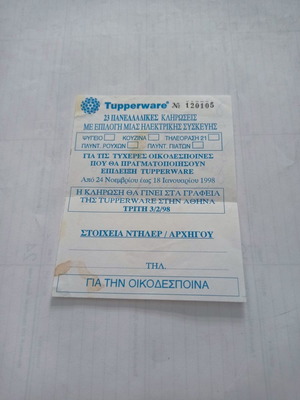 Tupperware® № 120105
25 ΠΑΝΕΛΛΑΔΙΚΕΣ ΚΛΗΡΩΣΕΙΣ
ΜΕ ΕΠΙΛΟΓΗ ΜΙΑΣ ΗΛΕΚΤΡΙΚΗΣ ΣΥΣΚΕΥΗΣ
ΨΥΓΕΙΟ ΚΟΥΖΙΝΑ ΤΗΛΕΟΡΑΣΗ 21
ΠΛΥΝΤ. ΡΟΥΧΩΝ ΠΛΥΝΤ. ΠΙΑΤΩΝ
ΓΙΑ ΤΙΣ ΤΥΧΕΡΕΣ ΟΙΚΟΔΕΣΠΟΙΝΕΣ
ΠΟΥ ΘΑ ΠΡΑΓΜΑΤΟΠΟΙΗΣΟΥΝ
ΕΠΙΔΕΙΞΗ TUPPERWARE
Από 24 Νοεμβρίου έως 18 Ιανουαρίου 1998
Η ΚΛΗΡΩΣΗ ΘΑ ΓΙΝΕΙ ΣΤΑ ΓΡΑΦΕΙΑ
ΤΗΣ TUPPERWARE ΣΤΗΝ ΑΘΗΝΑ
ΤΡΙΤΗ 3/2/98
ΣΤΟΙΧΕΙΑ ΝΤΗΛΕΡ / ΑΡΧΗΓΟΥ
ΤΗΛ.
ΓΙΑ ΤΗΝ ΟΙΚΟΔΕΣΠΟΙΝΑ